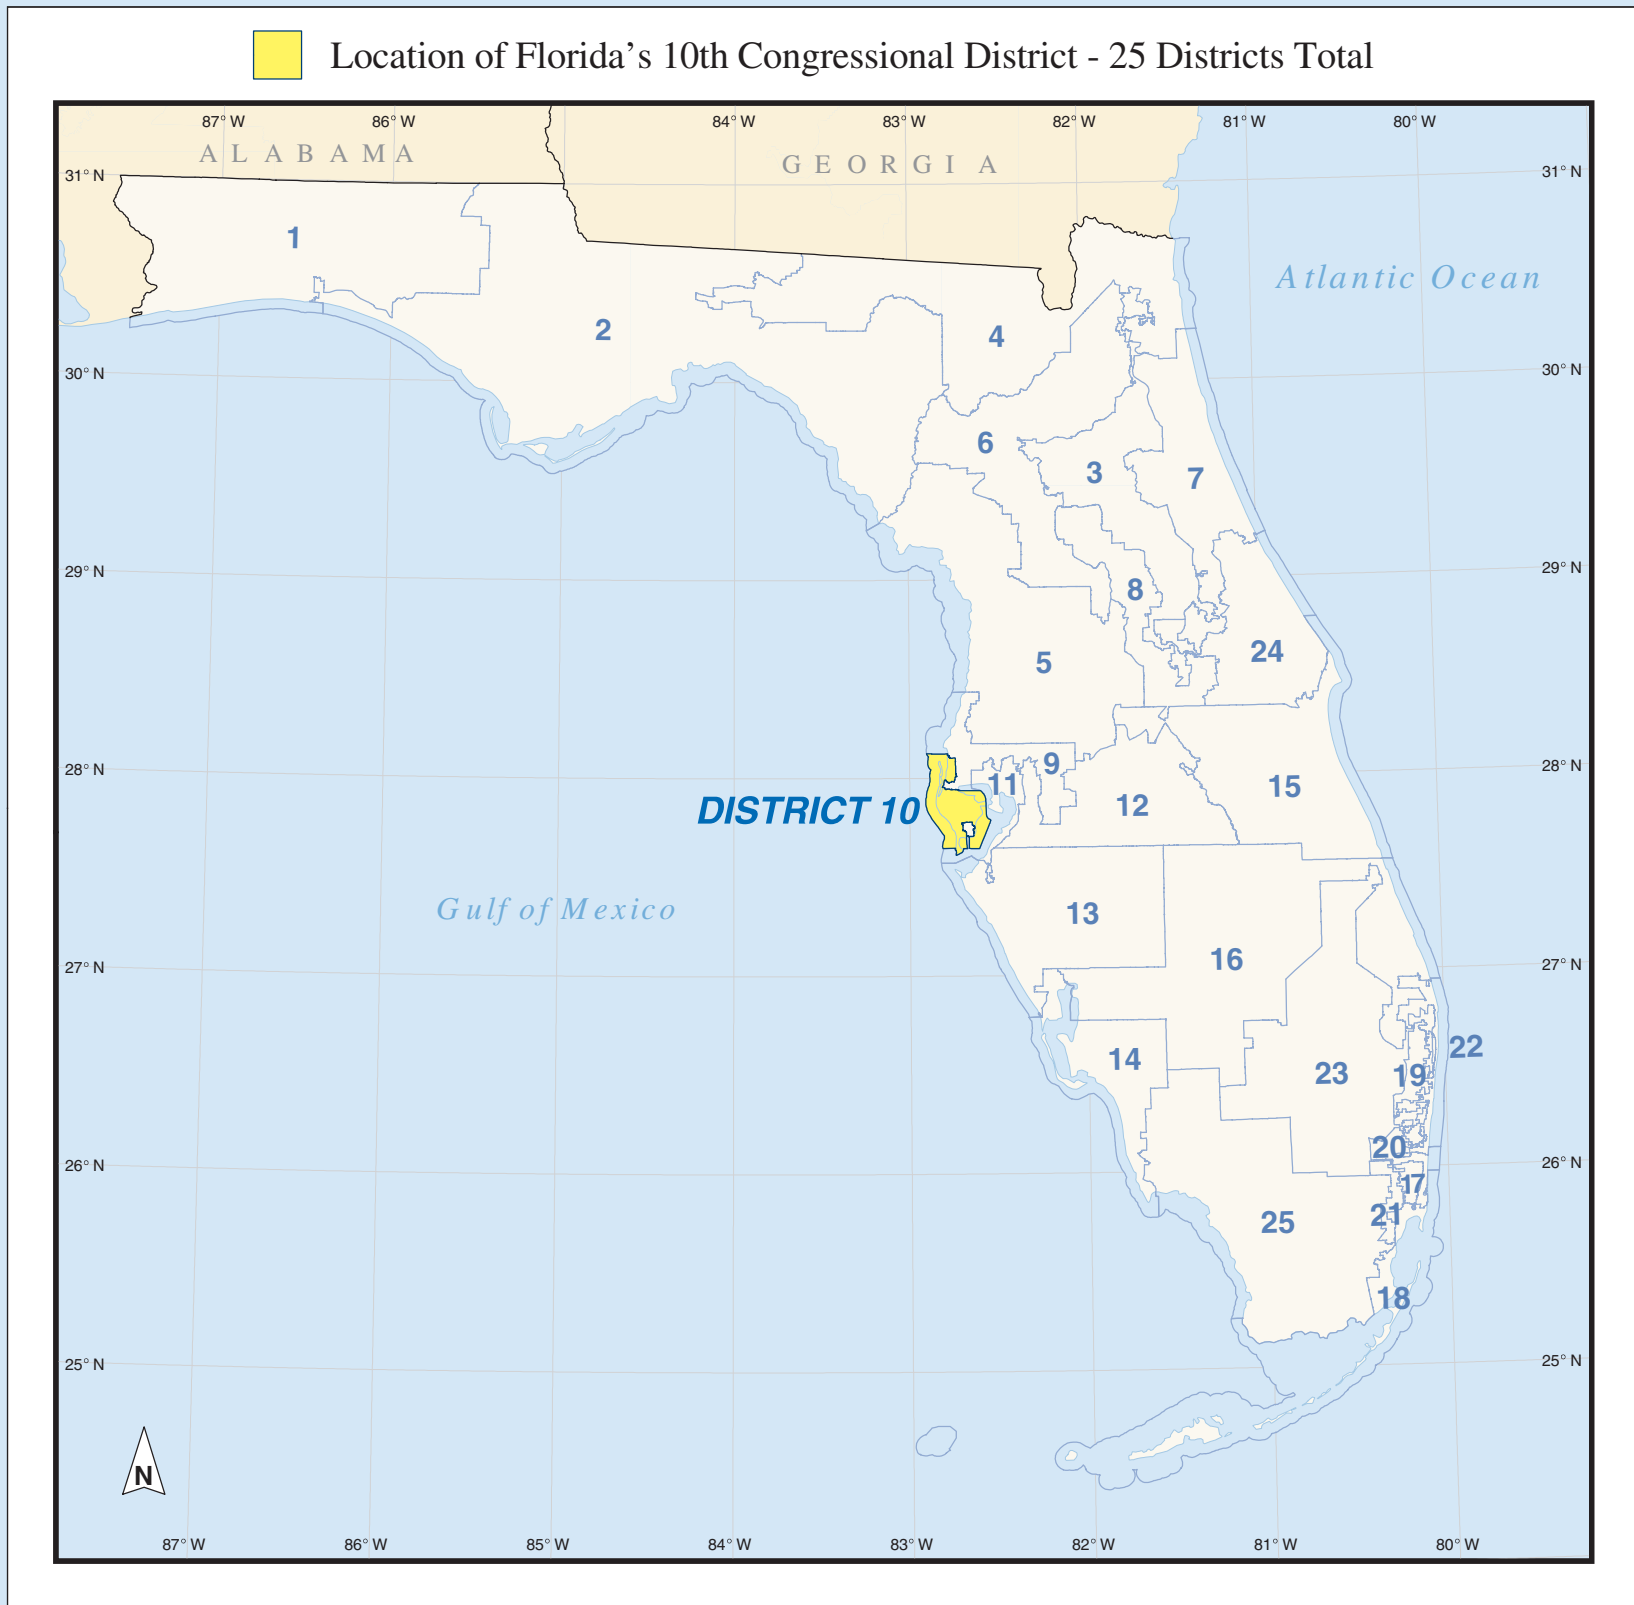 Location of Florida’s 10th Congressional District - 25 Districts Total
87° W 86° W 84° W 83° W 82° W 81° W 80° W
ALABAMA
GEORGIA
31° N 31° N
1
Atlantic Ocean
2
4
30° N 30° N
6
3
7
29° N 29° N
8
24
5
28° N 28° N
9
11
15
12
DISTRICT 10
Gulf of Mexico
13
16
27° N 27° N
22
14
23
19
20
26° N 26° N
17
21
25
18
25° N 25° N
N
87° W 86° W 85° W 84° W 83° W 82° W 81° W 80° W